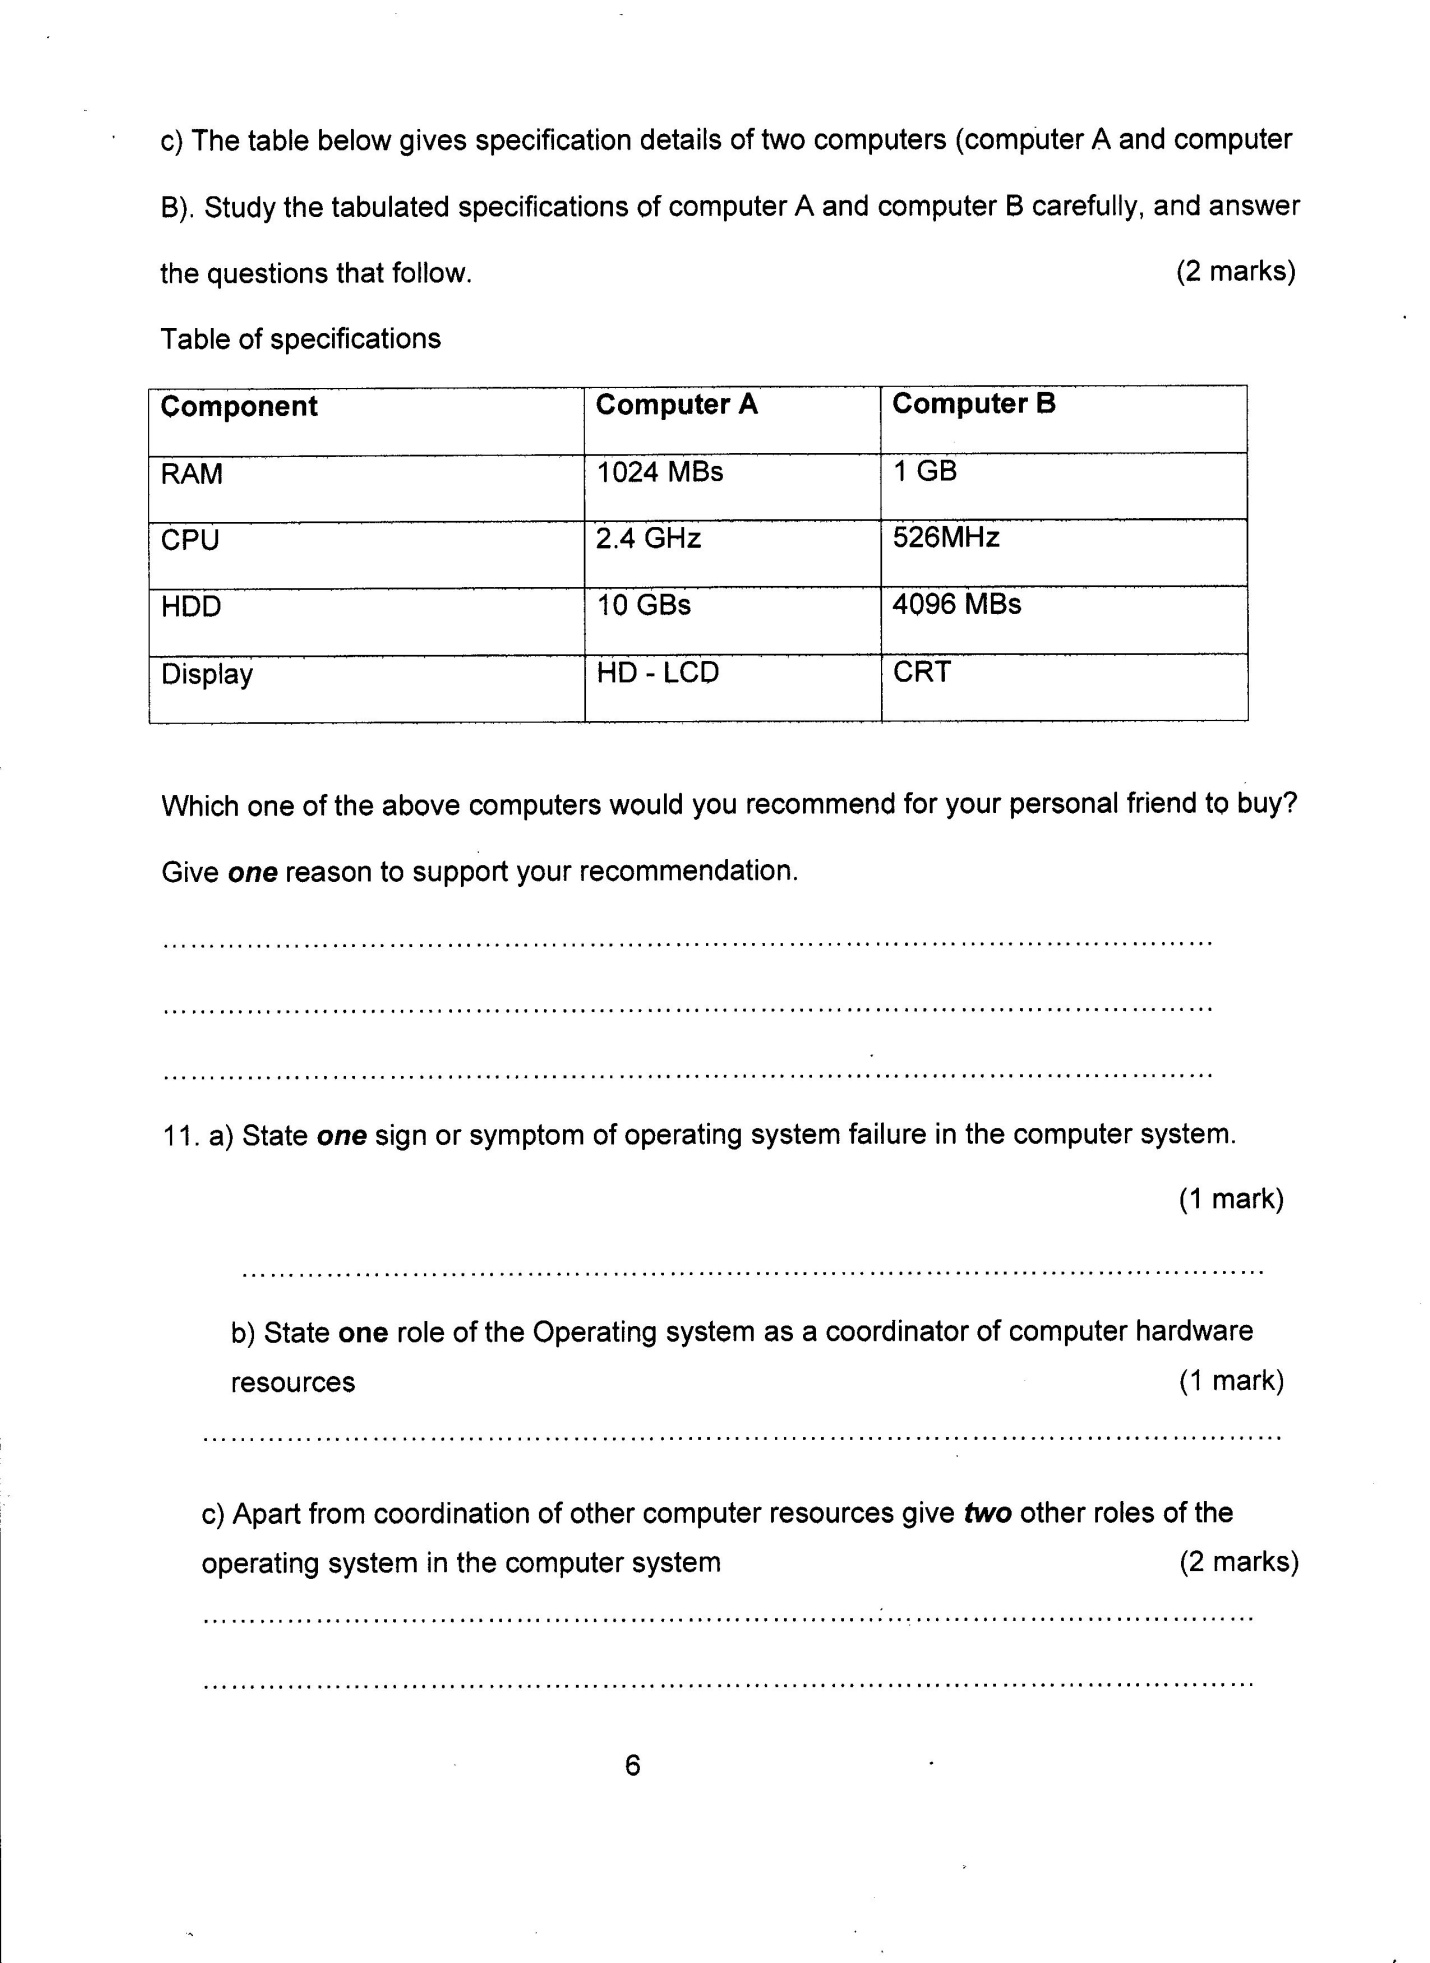 c) The table below gives specification details of two computers (computer A and computer
B). Study the tabulated specifications of computer A and computer B carefully, and answer
the questions that follow. (2 marks)
Table of specifications
Component Computer A Computer B
RAM 1024 MBs 1 GB
CPU 2.4 GHz 526MHz
HDD 10 GBs 4096 MBs
Display HD - LCD CRT
Which one of the above computers would you recommend for your personal friend to buy?
Give one reason to support your recommendation.
11. a) State one sign or symptom of operating system failure in the computer system.
(1 mark)
b) State one role of the Operating system as a coordinator of computer hardware
resources (1 mark)
c) Apart from coordination of other computer resources give two other roles of the
operating system in the computer system (2 marks)
6